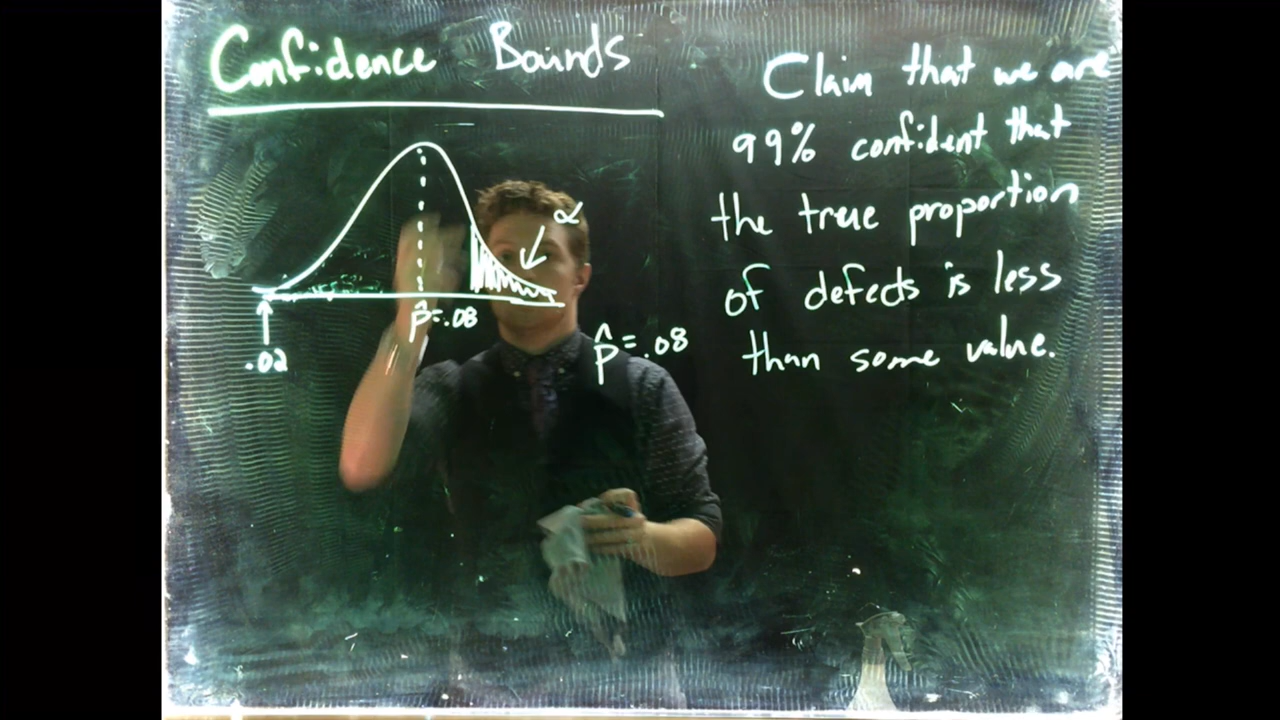 Confidence Bounds
α
p̂=.08
.02
p̂=.08
Claim that we are
99% confident that
the true proportion
of defects is less
than some value.